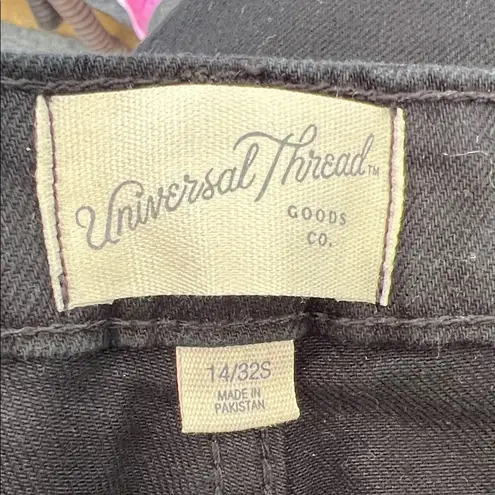 Universal Thread™
GOODS
CO.
14/32S
MADE IN
PAKISTAN